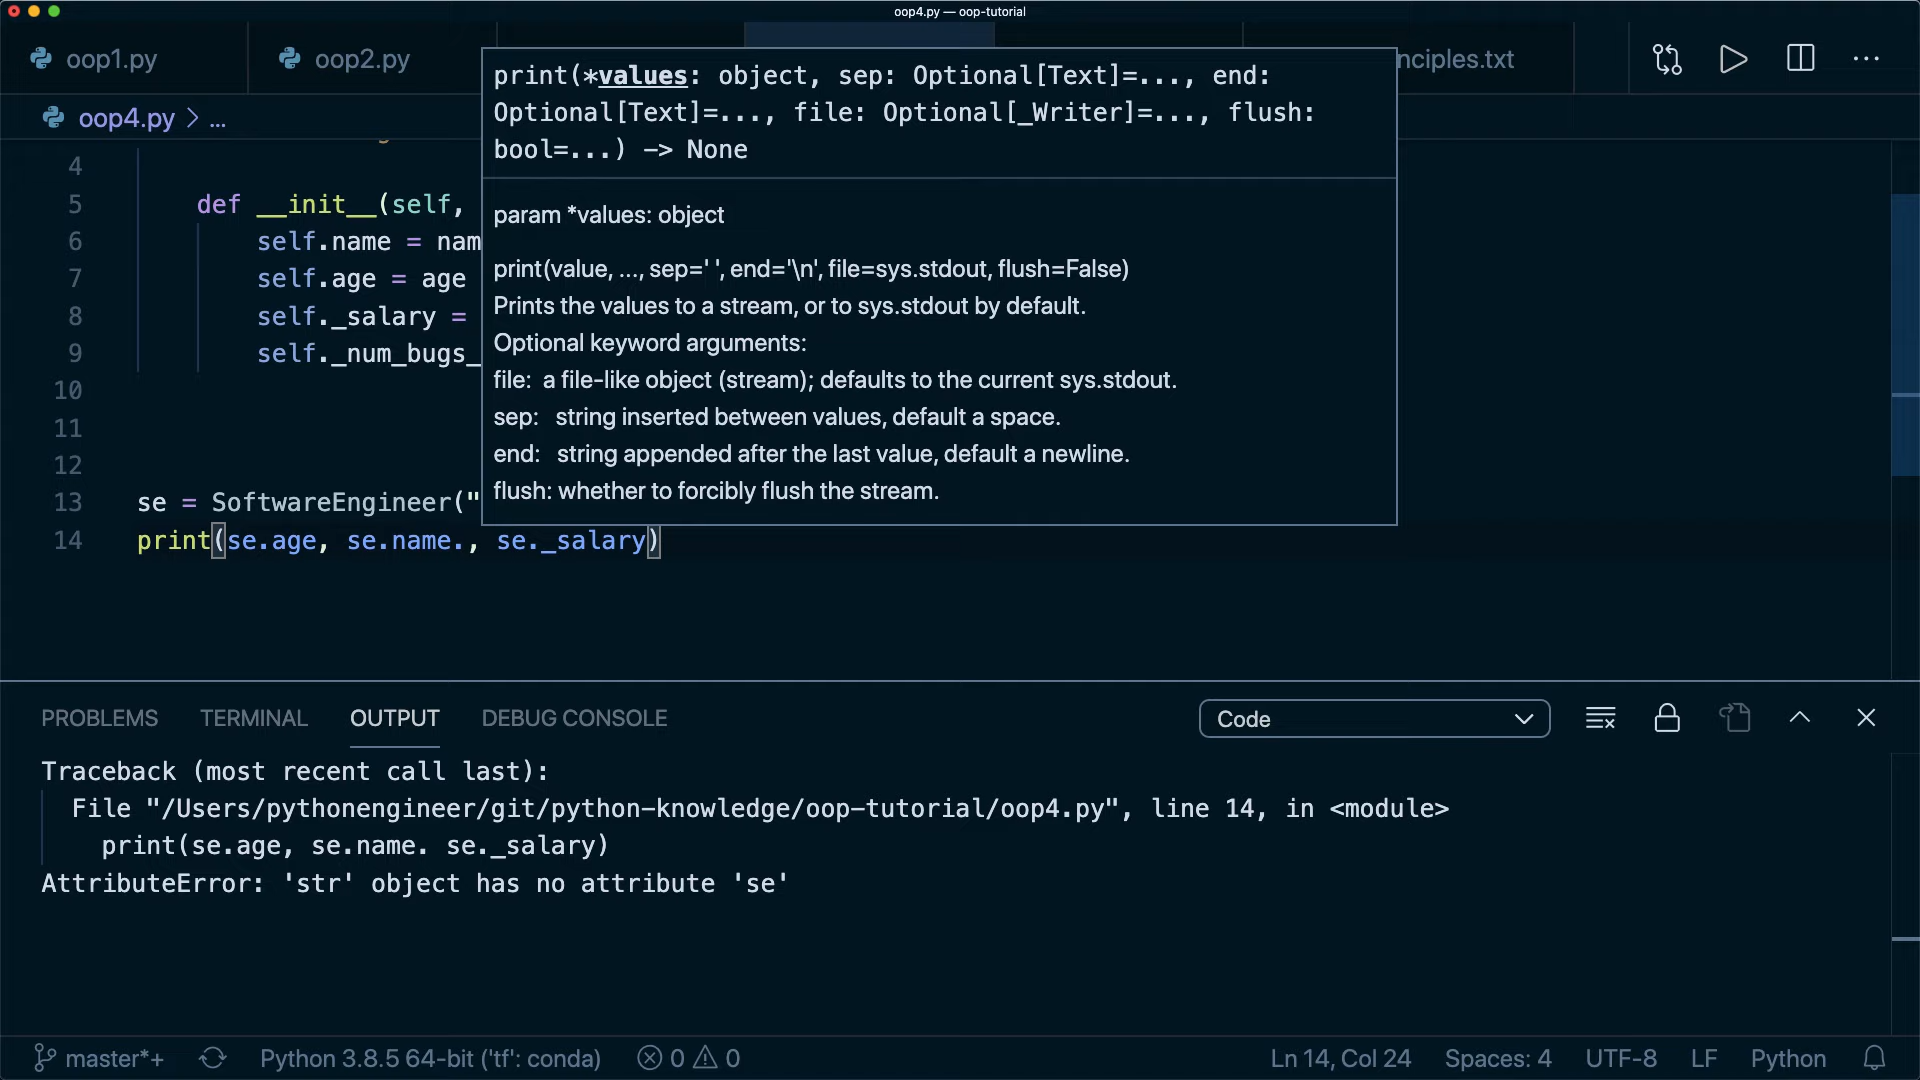 oop4.py — oop-tutorial
oop1.py
oop2.py
nciples.txt
oop4.py > ...
print(*values: object, sep: Optional[Text]=..., end:
Optional[Text]=..., file: Optional[_Writer]=..., flush:
bool=...) -> None
param *values: object
print(value, ..., sep=' ', end='\n', file=sys.stdout, flush=False)
Prints the values to a stream, or to sys.stdout by default.
Optional keyword arguments:
file: a file-like object (stream); defaults to the current sys.stdout.
sep: string inserted between values, default a space.
end: string appended after the last value, default a newline.
flush: whether to forcibly flush the stream.
4
5 def __init__(self,
6 self.name = nam
7 self.age = age
8 self._salary =
9 self._num_bugs_
10
11
12
13 se = SoftwareEngineer("
14 print(se.age, se.name., se._salary)
PROBLEMS TERMINAL OUTPUT DEBUG CONSOLE Code
Traceback (most recent call last):
File "/Users/pythonengineer/git/python-knowledge/oop-tutorial/oop4.py", line 14, in <module>
print(se.age, se.name. se._salary)
AttributeError: 'str' object has no attribute 'se'
master*+ Python 3.8.5 64-bit ('tf': conda) 0 0 Ln 14, Col 24 Spaces: 4 UTF-8 LF Python